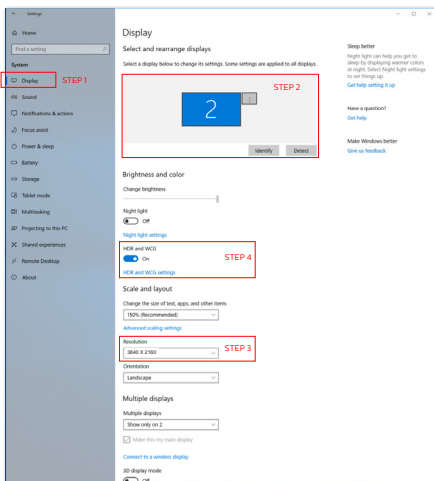 Settings
Home
Find a setting
System
Display
STEP 1
Sound
Notifications & actions
Focus assist
Power & sleep
Battery
Storage
Tablet mode
Multitasking
Projecting to this PC
Shared experiences
Remote Desktop
About
Display
Select and rearrange displays
Select a display below to change its settings. Some settings are applied to all displays.
STEP 2
2
1
Identify
Detect
Brightness and color
Change brightness
Night light
Off
Night light settings
HDR and WCG
On
STEP 4
HDR and WCG settings
Scale and layout
Change the size of text, apps, and other items
150% (Recommended)
Advanced scaling settings
Resolution
3840 X 2160
STEP 3
Orientation
Landscape
Multiple displays
Multiple displays
Show only on 2
Make this my main display
Connect to a wireless display
3D display mode
Off
Sleep better
Night light can help you get to
sleep by displaying warmer colors
at night. Select Night light settings
to set things up.
Get help setting it up
Have a question?
Get help
Make Windows better
Give us feedback